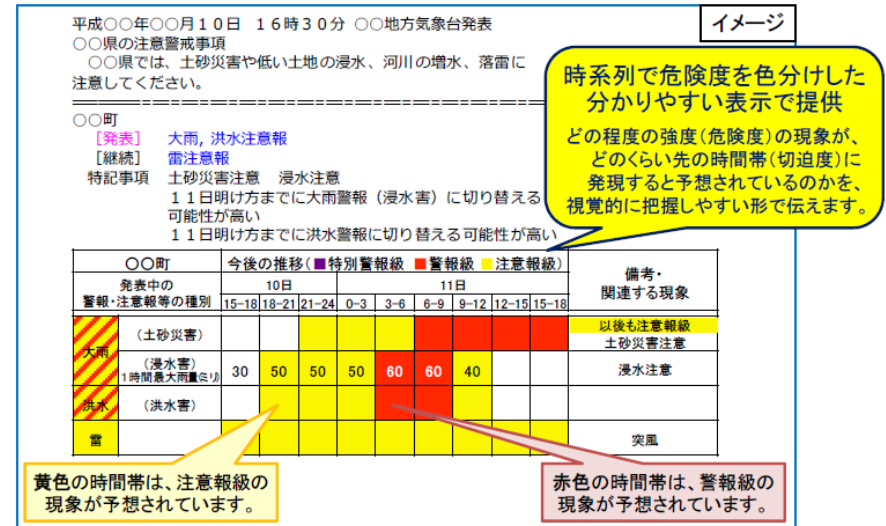 平成○○年○○月10日　16時30分　○○地方気象台発表
○○県の注意警戒事項
　○○県では、土砂災害や低い土地の浸水、河川の増水、落雷に
注意してください。
イメージ
時系列で危険度を色分けした
分かりやすい表示で提供
どの程度の強度(危険度)の現象が、
どのくらい先の時間帯(切迫度)に
発現すると予想されているのかを、
視覚的に把握しやすい形で伝えます。
○○町
［発表］　大雨，洪水注意報
［継続］　雷注意報
特記事項　土砂災害注意　浸水注意
１１日明け方までに大雨警報（浸水害）に切り替える
可能性が高い
１１日明け方までに洪水警報に切り替える可能性が高い
○○町　今後の推移(■特別警報級　■警報級　■注意報級)　備考・
発表中の　10日　11日　関連する現象
警報・注意報等の種別　15-18　18-21　21-24　0-3　3-6　6-9　9-12　12-15　15-18
大雨　(土砂災害)　以後も注意報級
土砂災害注意
(浸水害)　30　50　50　50　60　60　40　浸水注意
1時間最大雨量(ミリ)
洪水　(洪水害)
雷　突風
黄色の時間帯は、注意報級の
現象が予想されています。
赤色の時間帯は、警報級の
現象が予想されています。